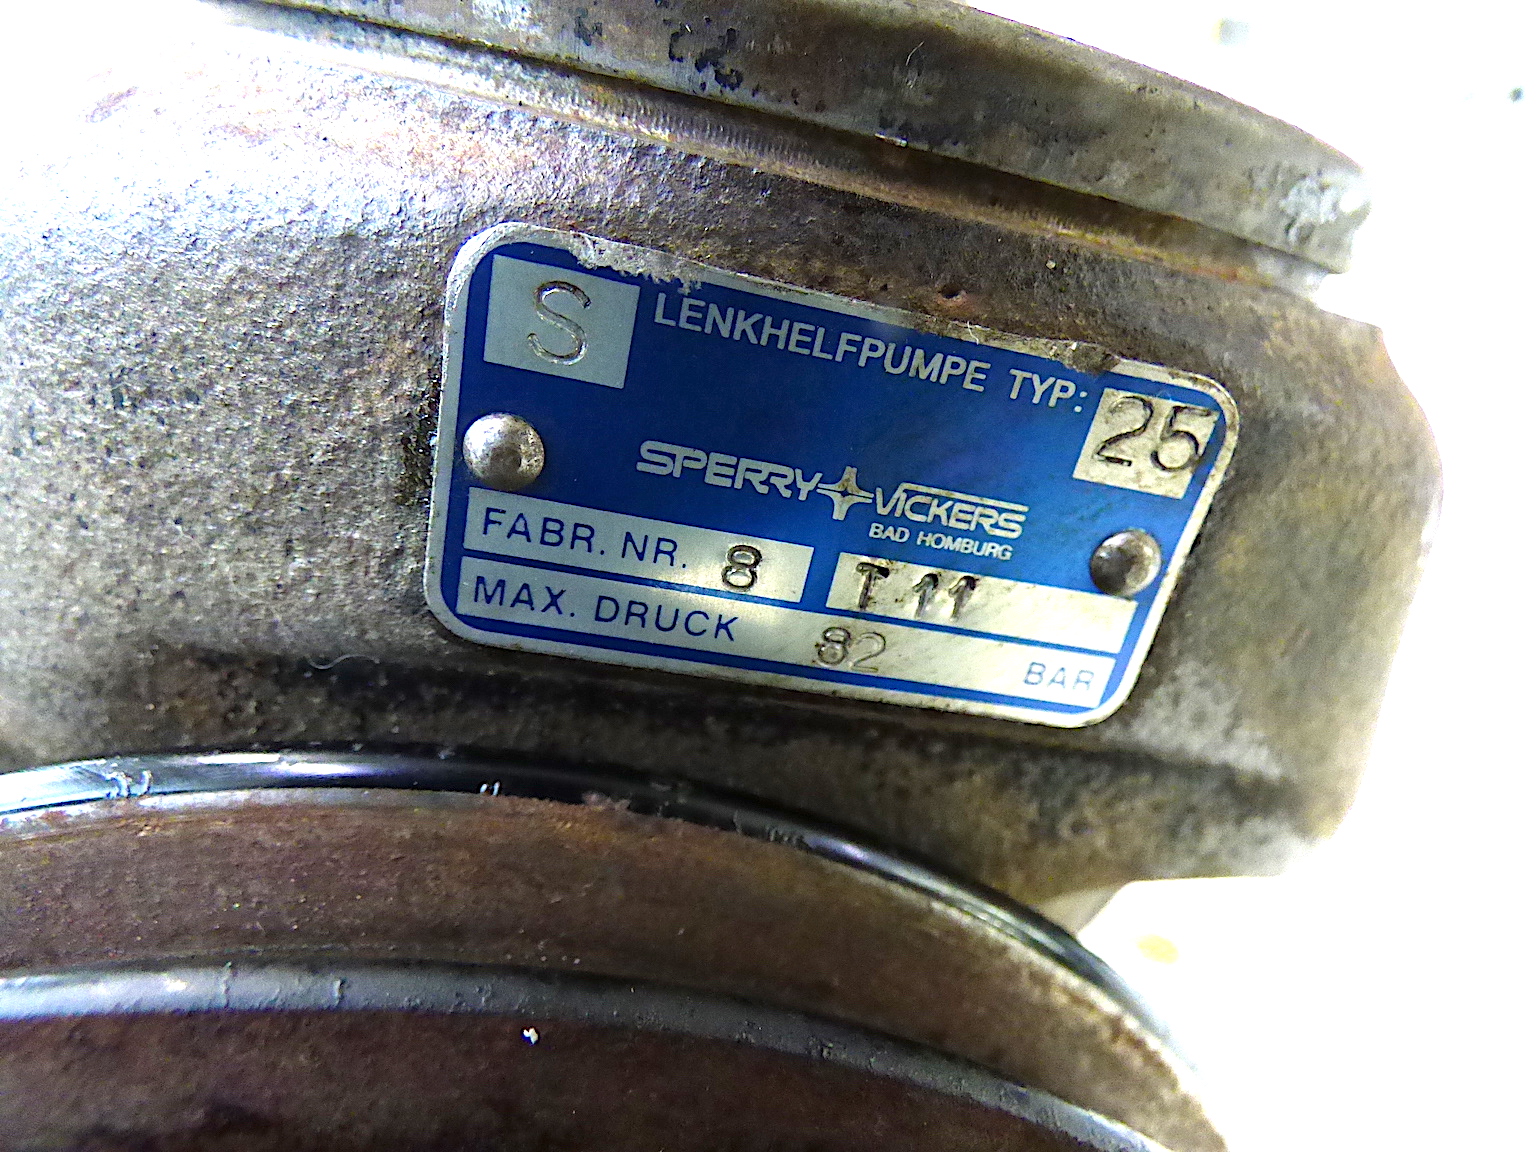 S LENKHELFPUMPE TYP: 25
SPERRY VICKERS
BAD HOMBURG
FABR. NR. 8 T 11
MAX. DRUCK 82 BAR